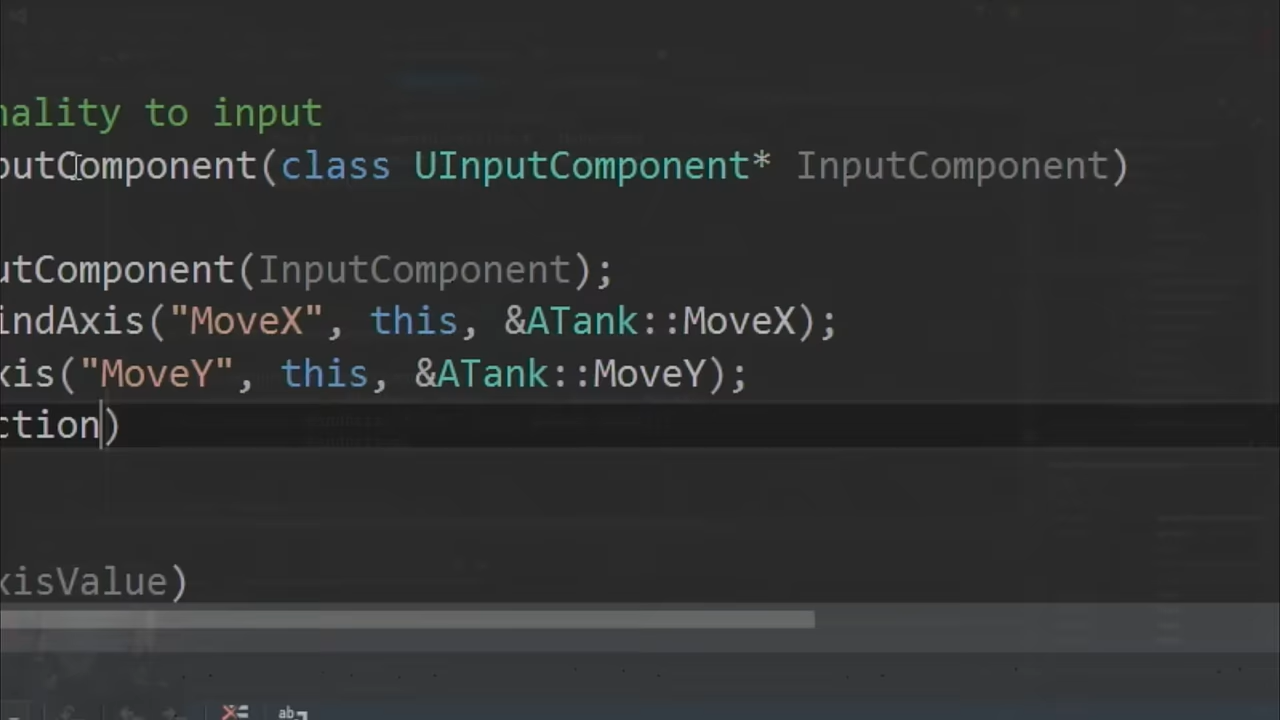 nality to input
putComponent(class UInputComponent* InputComponent)
utComponent(InputComponent);
indAxis("MoveX", this, &ATank::MoveX);
xis("MoveY", this, &ATank::MoveY);
ction)
xisValue)
ab